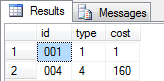 Results Messages
id type cost
1 001 1 1
2 004 4 160